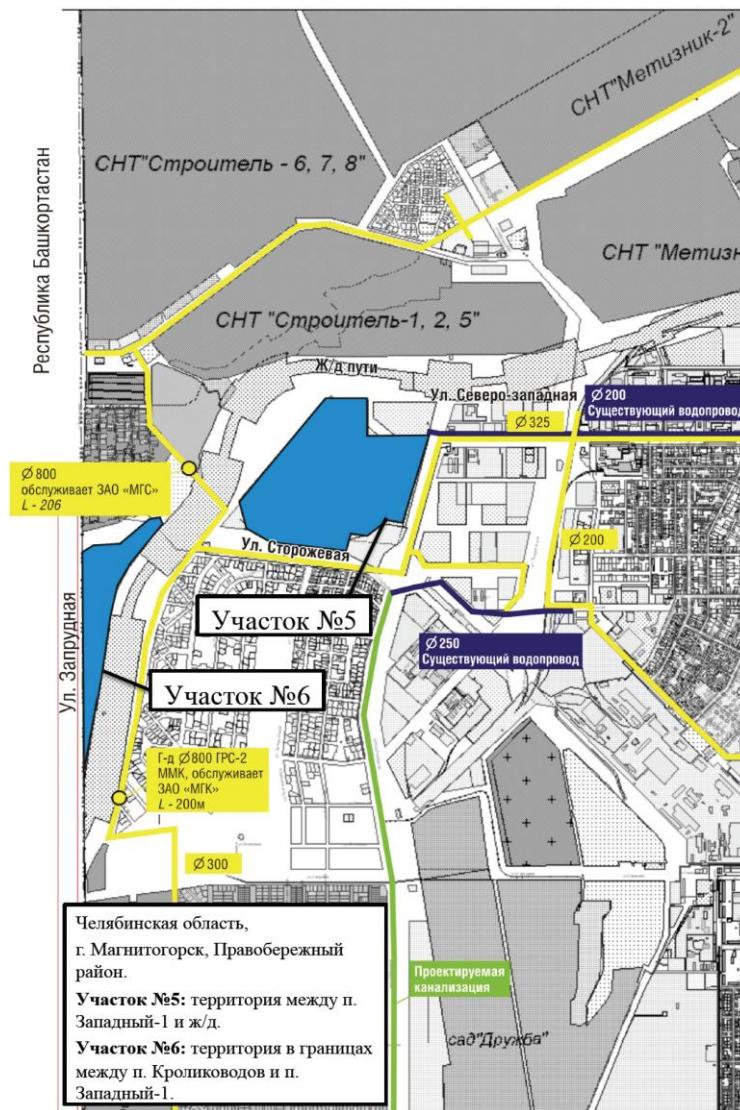 СНТ"Метизник-2"
СНТ"Строитель - 6, 7, 8"
Республика Башкортастан
СНТ "Метизн
СНТ "Строитель-1, 2, 5"
Ж/д пути
Ул. Северо-западная
Ø 200
Существующий водопровод
Ø 325
Ø 800
обслуживает ЗАО «МГС»
L - 206
Ул. Сторожевая
Ø 200
Участок №5
Ø 250
Существующий водопровод
Ул. Запрудная
Участок №6
Г-д Ø800 ГРС-2
ММК, обслуживает
ЗАО «МГК»
L - 200м
Ø 300
Челябинская область,
г. Магнитогорск, Правобережный
район.
Участок №5: территория между п.
Западный-1 и ж/д.
Участок №6: территория в границах
между п. Кролиководов и п.
Западный-1.
Проектируемая
канализация
сад"Дружба"